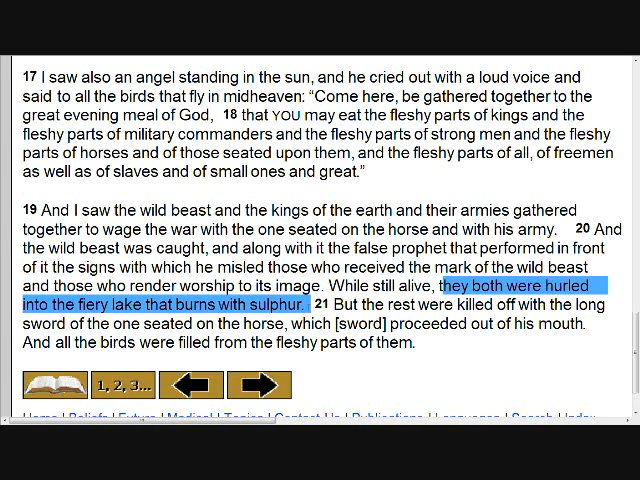 17 I saw also an angel standing in the sun, and he cried out with a loud voice and
said to all the birds that fly in midheaven: “Come here, be gathered together to the
great evening meal of God, 18 that YOU may eat the fleshy parts of kings and the
fleshy parts of military commanders and the fleshy parts of strong men and the fleshy
parts of horses and of those seated upon them, and the fleshy parts of all, of freemen
as well as of slaves and of small ones and great.”
19 And I saw the wild beast and the kings of the earth and their armies gathered
together to wage the war with the one seated on the horse and with his army. 20 And
the wild beast was caught, and along with it the false prophet that performed in front
of it the signs with which he misled those who received the mark of the wild beast
and those who render worship to its image. While still alive, they both were hurled
into the fiery lake that burns with sulphur. 21 But the rest were killed off with the long
sword of the one seated on the horse, which [sword] proceeded out of his mouth.
And all the birds were filled from the fleshy parts of them.
1, 2, 3...
Home | Beliefs | Future | Medical | Topics | Contact Us | Publications | Languages | Search | Index